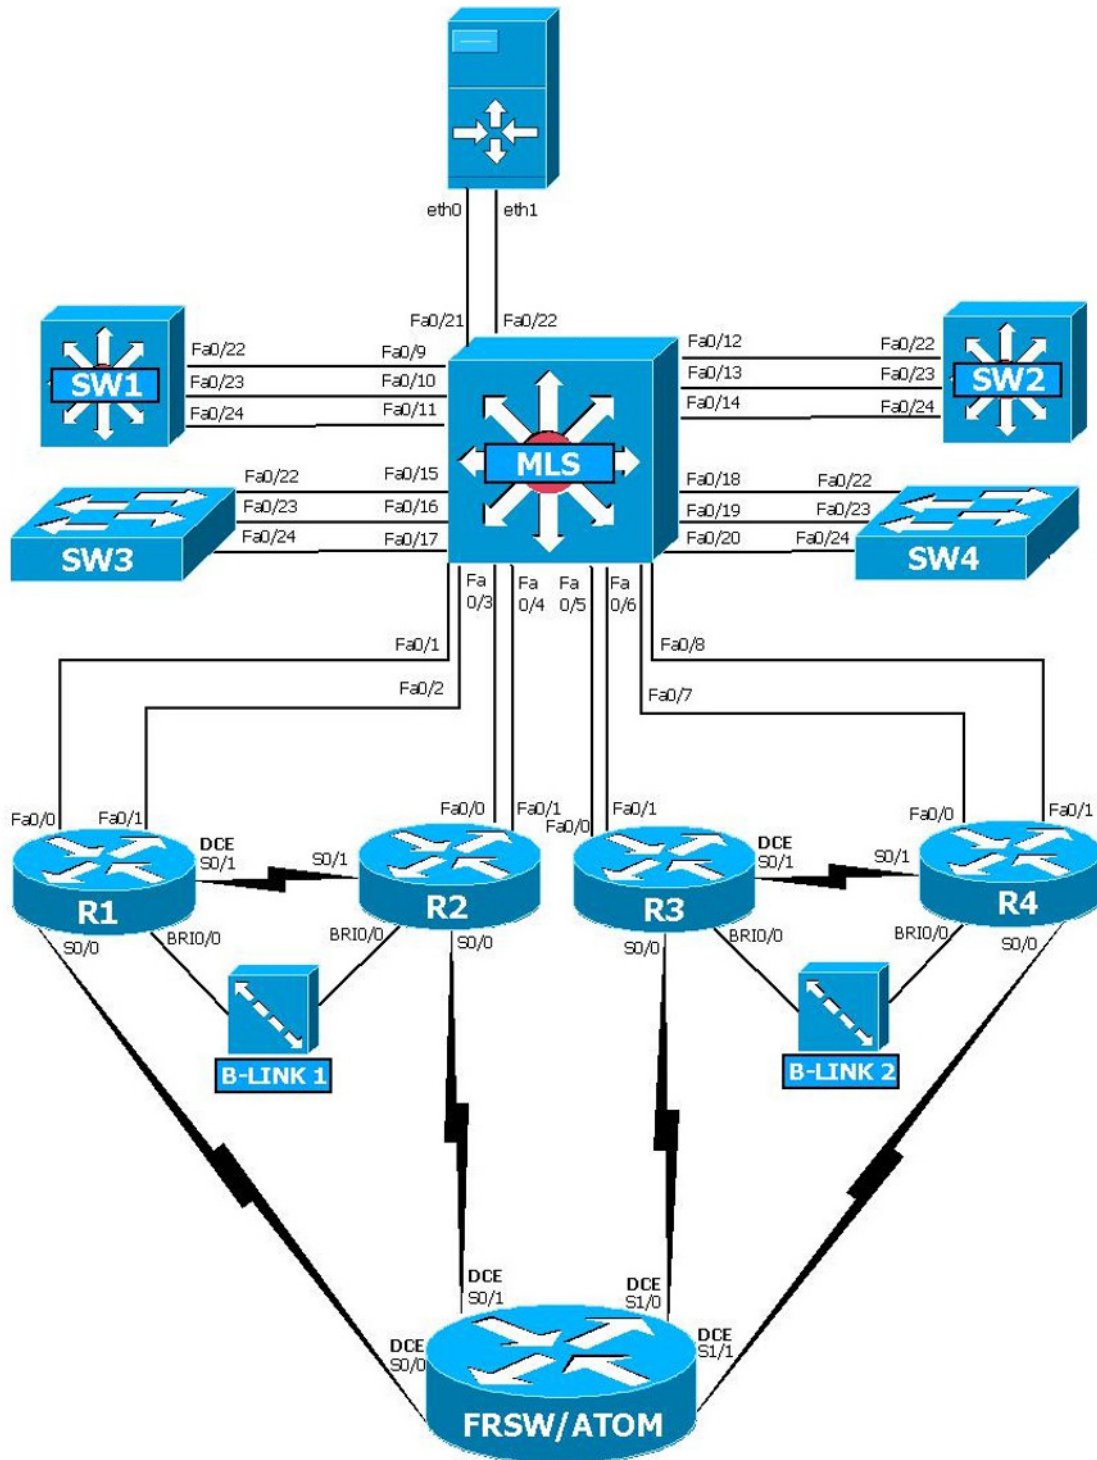 eth0
eth1
Fa0/21
Fa0/22
Fa0/22
Fa0/9
Fa0/12
Fa0/22
SW1
Fa0/23
Fa0/10
Fa0/13
Fa0/23
SW2
Fa0/24
Fa0/11
Fa0/14
Fa0/24
MLS
Fa0/22
Fa0/15
Fa0/18
Fa0/22
Fa0/23
Fa0/16
Fa0/19
Fa0/23
SW3
Fa0/24
Fa0/17
Fa0/20
Fa0/24
SW4
Fa
0/3
Fa
0/4
Fa
0/5
Fa
0/6
Fa0/1
Fa0/8
Fa0/2
Fa0/7
Fa0/0
Fa0/1
Fa0/0
Fa0/1
Fa0/0
Fa0/1
Fa0/0
Fa0/1
DCE
S0/1
S0/1
DCE
S0/1
S0/1
R1
R2
R3
R4
S0/0
BRI0/0
BRI0/0
S0/0
S0/0
BRI0/0
BRI0/0
S0/0
B-LINK 1
B-LINK 2
DCE
S0/1
DCE
S1/0
DCE
S0/0
DCE
S1/1
FRSW/ATOM